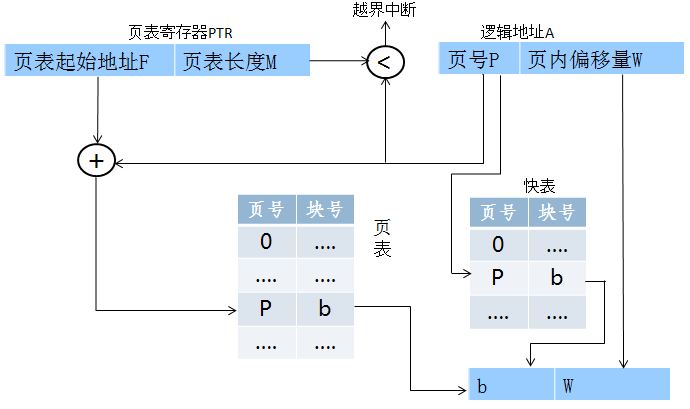 越界中断
页表寄存器PTR
逻辑地址A
页表起始地址F 页表长度M
<
页号P 页内偏移量W
+
快表
页号 块号
0 ....
.... ....
P b
.... ....
页表
页号 块号
0 ....
P b
.... ....
b W